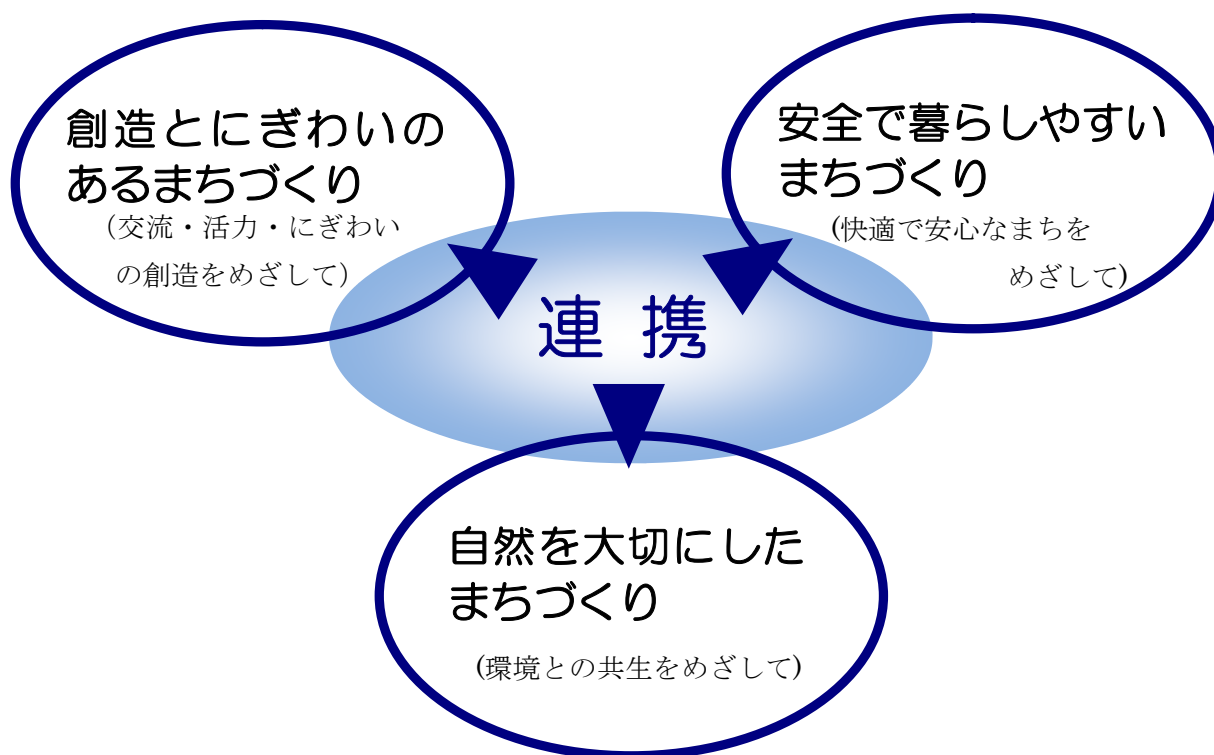 創造とにぎわいの
あるまちづくり
（交流・活力・にぎわい
の創造をめざして）
安全で暮らしやすい
まちづくり
(快適で安心なまちを
めざして)
連 携
自然を大切にした
まちづくり
(環境との共生をめざして)